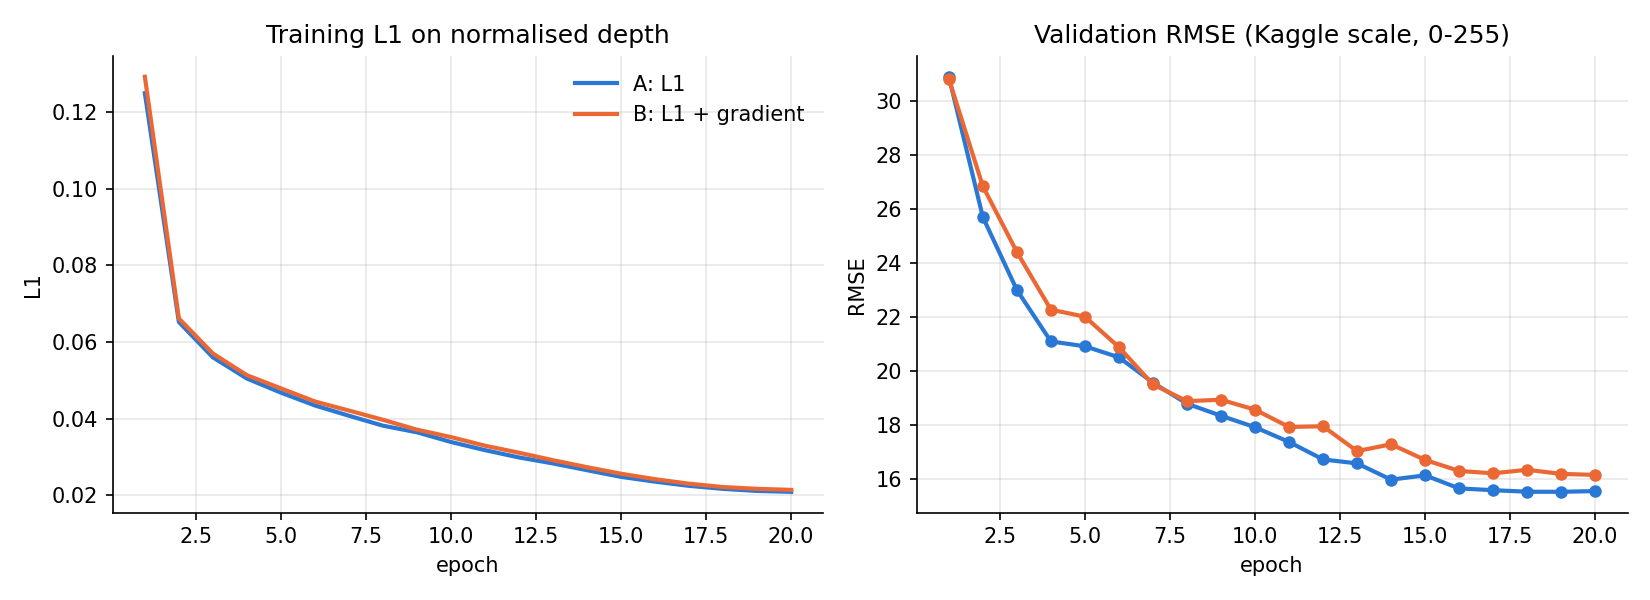 Training L1 on normalised depth
A: L1
B: L1 + gradient
L1
0.12
0.10
0.08
0.06
0.04
0.02
2.5 5.0 7.5 10.0 12.5 15.0 17.5 20.0
epoch
Validation RMSE (Kaggle scale, 0-255)
RMSE
30
28
26
24
22
20
18
16
2.5 5.0 7.5 10.0 12.5 15.0 17.5 20.0
epoch